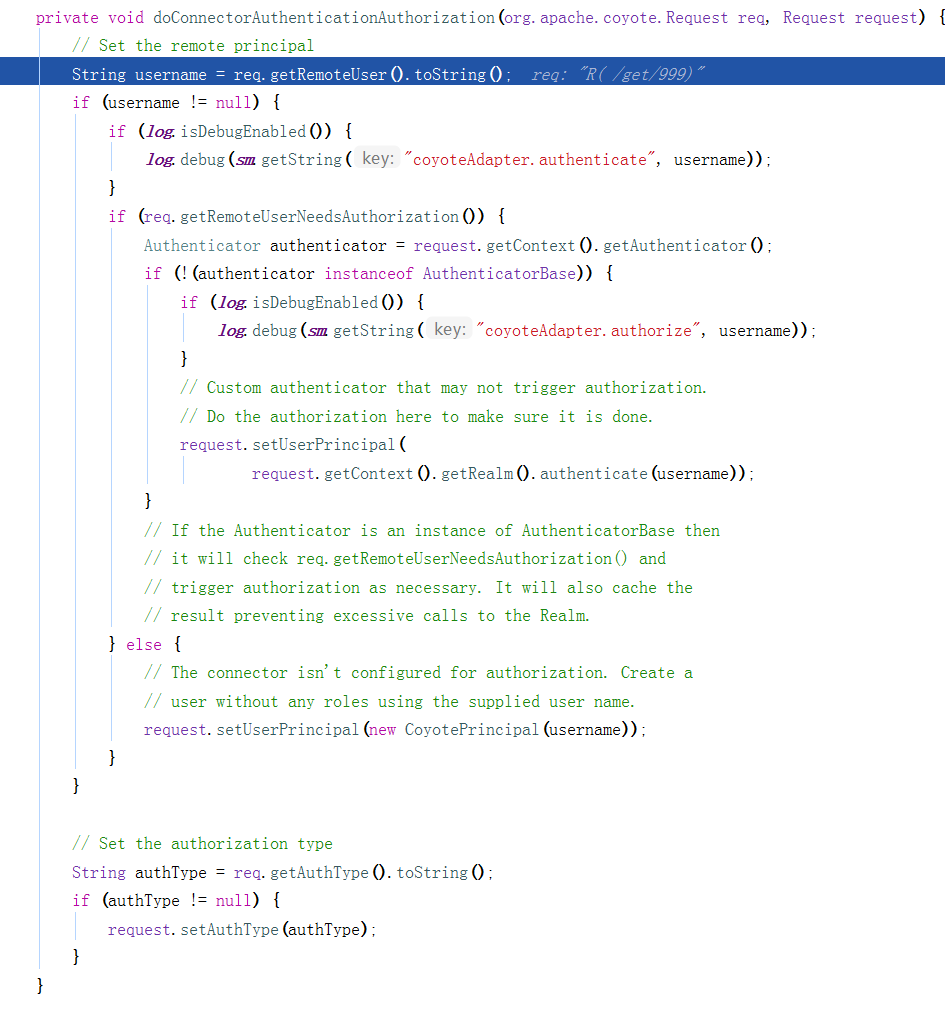 private void doConnectorAuthenticationAuthorization(org.apache.coyote.Request req, Request request) {
// Set the remote principal
String username = req.getRemoteUser().toString(); req: "R( /get/999)"
if (username != null) {
if (log.isDebugEnabled()) {
log.debug(sm.getString( key: "coyoteAdapter.authenticate", username));
}
if (req.getRemoteUserNeedsAuthorization()) {
Authenticator authenticator = request.getContext().getAuthenticator();
if (!(authenticator instanceof AuthenticatorBase)) {
if (log.isDebugEnabled()) {
log.debug(sm.getString( key: "coyoteAdapter.authorize", username));
}
// Custom authenticator that may not trigger authorization.
// Do the authorization here to make sure it is done.
request.setUserPrincipal(
request.getContext().getRealm().authenticate(username));
}
// If the Authenticator is an instance of AuthenticatorBase then
// it will check req.getRemoteUserNeedsAuthorization() and
// trigger authorization as necessary. It will also cache the
// result preventing excessive calls to the Realm.
} else {
// The connector isn't configured for authorization. Create a
// user without any roles using the supplied user name.
request.setUserPrincipal(new CoyotePrincipal(username));
}
}
// Set the authorization type
String authType = req.getAuthType().toString();
if (authType != null) {
request.setAuthType(authType);
}
}